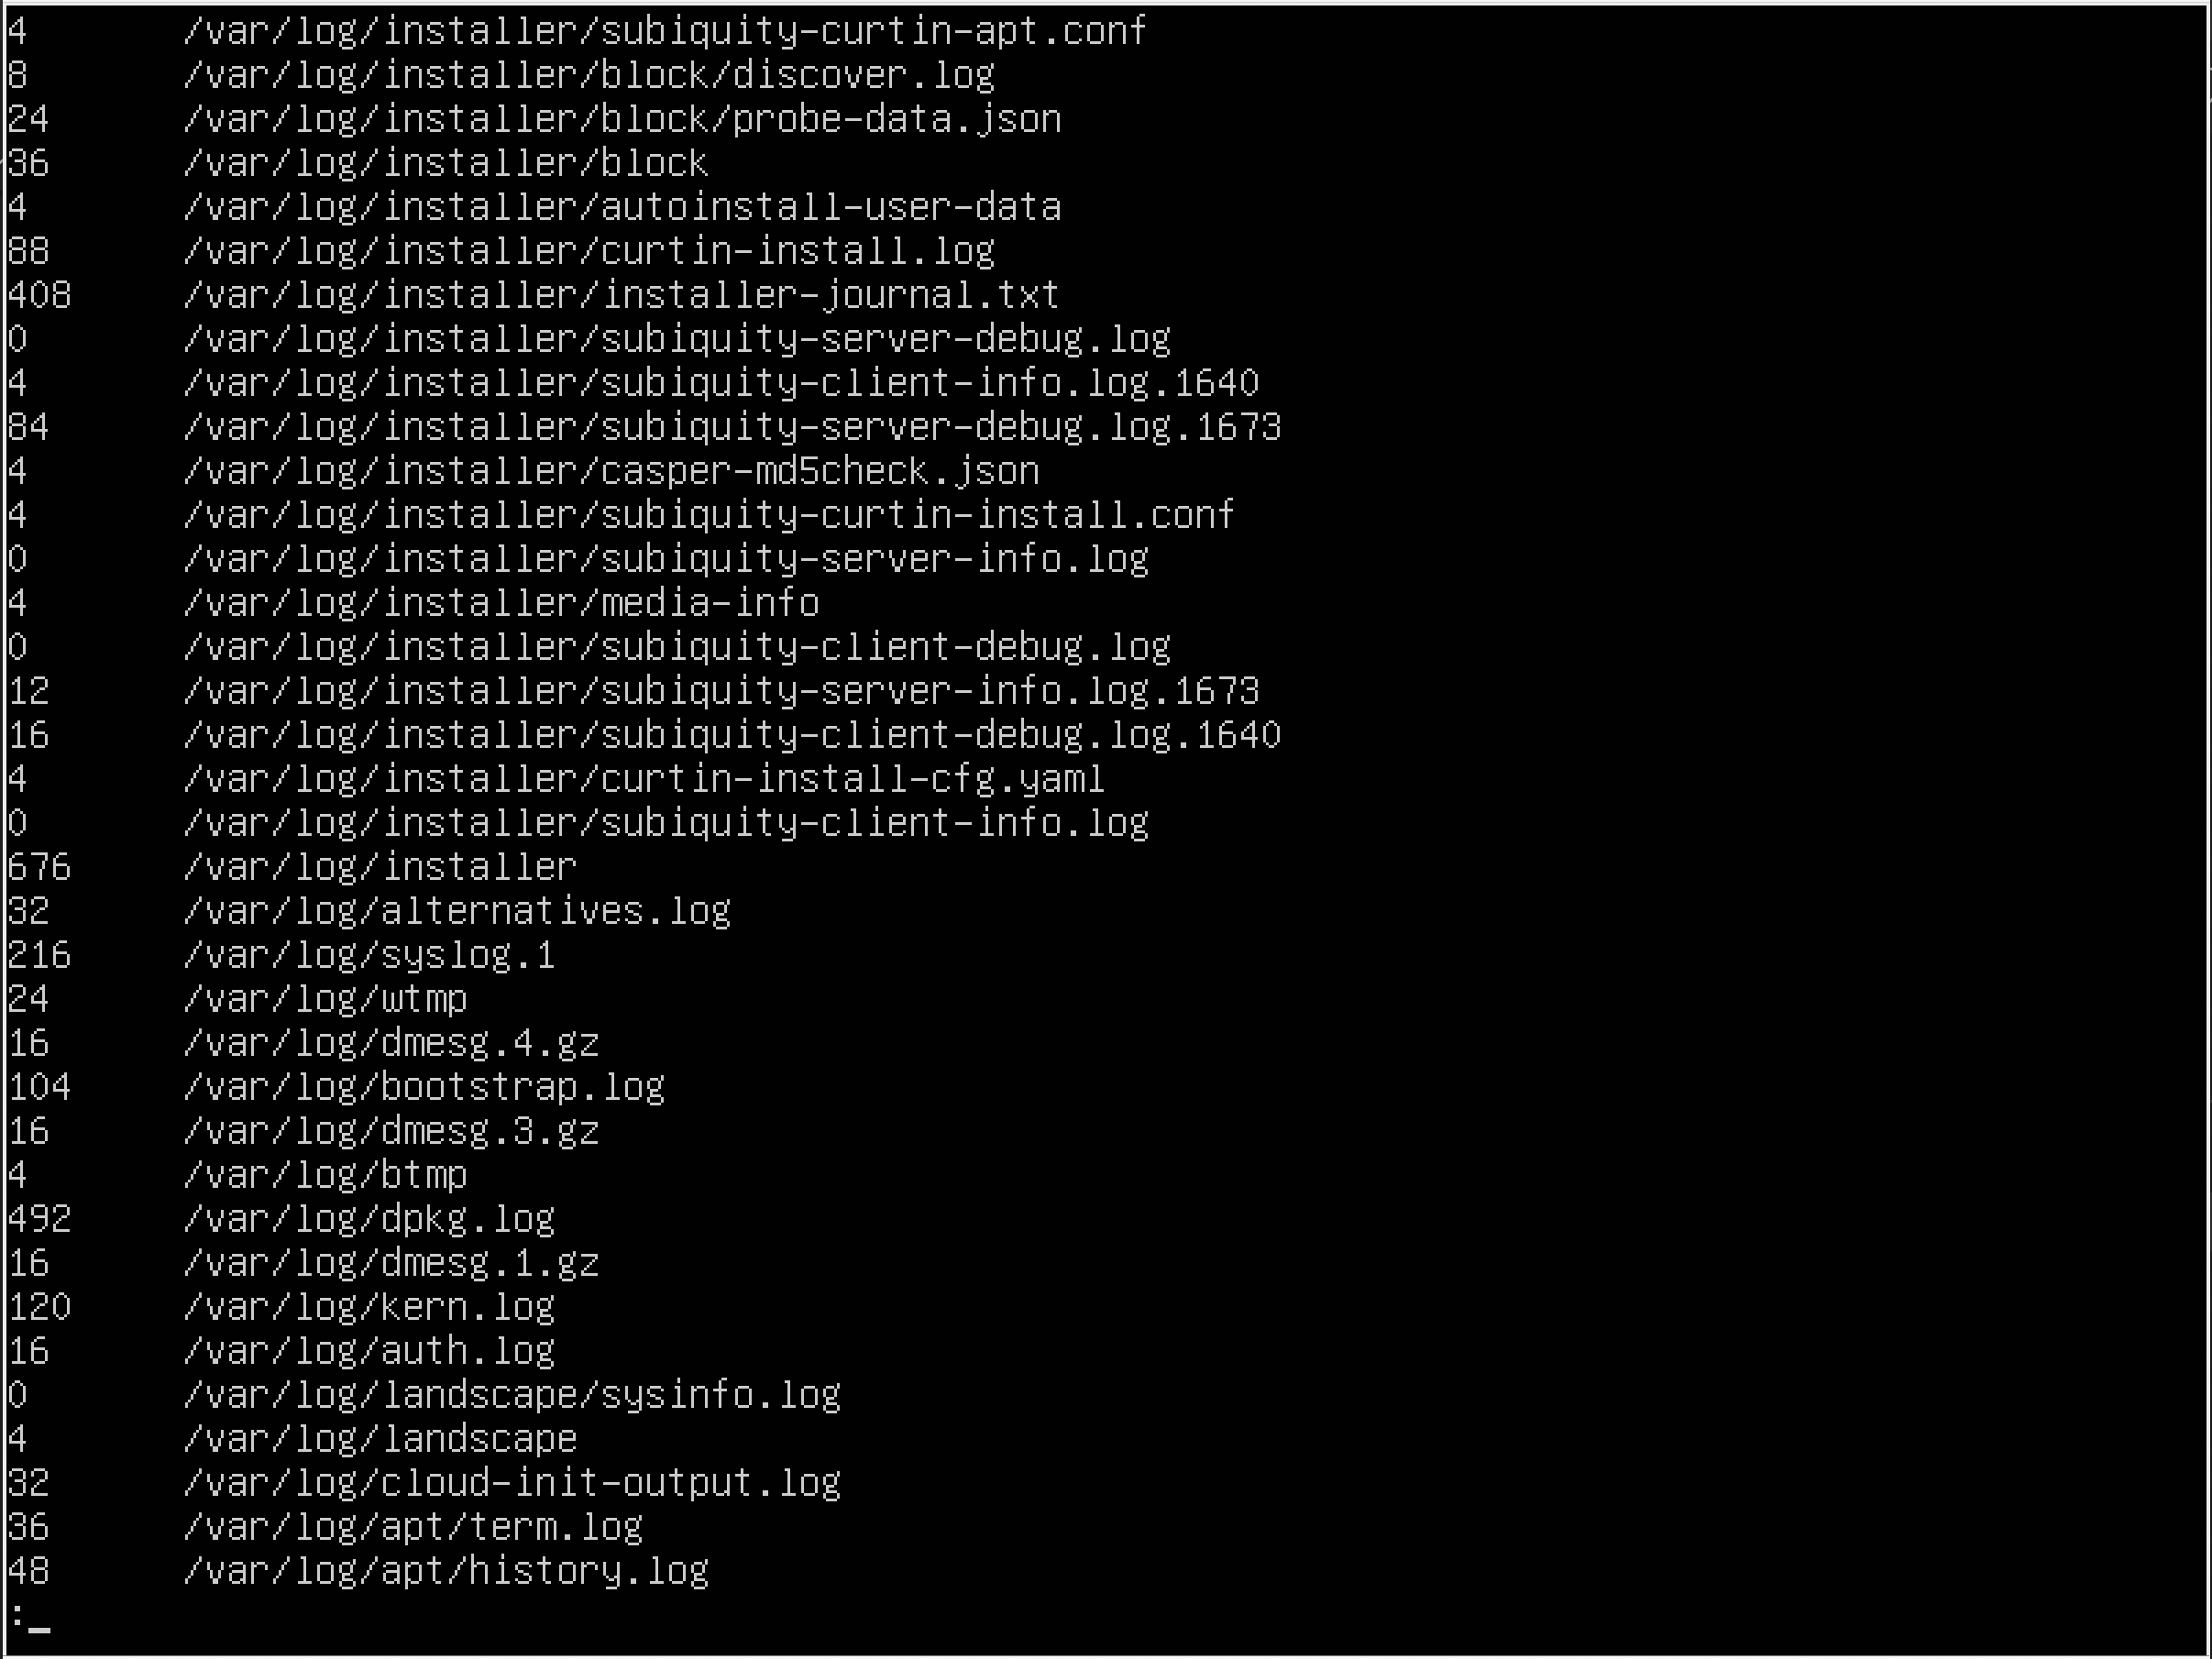 4 /var/log/installer/subiquity-curtin-apt.conf
8 /var/log/installer/block/discover.log
24 /var/log/installer/block/probe-data.json
36 /var/log/installer/block
4 /var/log/installer/autoinstall-user-data
88 /var/log/installer/curtin-install.log
408 /var/log/installer/installer-journal.txt
0 /var/log/installer/subiquity-server-debug.log
4 /var/log/installer/subiquity-client-info.log.1640
84 /var/log/installer/subiquity-server-debug.log.1673
4 /var/log/installer/casper-md5check.json
4 /var/log/installer/subiquity-curtin-install.conf
0 /var/log/installer/subiquity-server-info.log
4 /var/log/installer/media-info
0 /var/log/installer/subiquity-client-debug.log
12 /var/log/installer/subiquity-server-info.log.1673
16 /var/log/installer/subiquity-client-debug.log.1640
4 /var/log/installer/curtin-install-cfg.yaml
0 /var/log/installer/subiquity-client-info.log
676 /var/log/installer
32 /var/log/alternatives.log
216 /var/log/syslog.1
24 /var/log/wtmp
16 /var/log/dmesg.4.gz
104 /var/log/bootstrap.log
16 /var/log/dmesg.3.gz
4 /var/log/btmp
492 /var/log/dpkg.log
16 /var/log/dmesg.1.gz
120 /var/log/kern.log
16 /var/log/auth.log
0 /var/log/landscape/sysinfo.log
4 /var/log/landscape
32 /var/log/cloud-init-output.log
36 /var/log/apt/term.log
48 /var/log/apt/history.log
:_